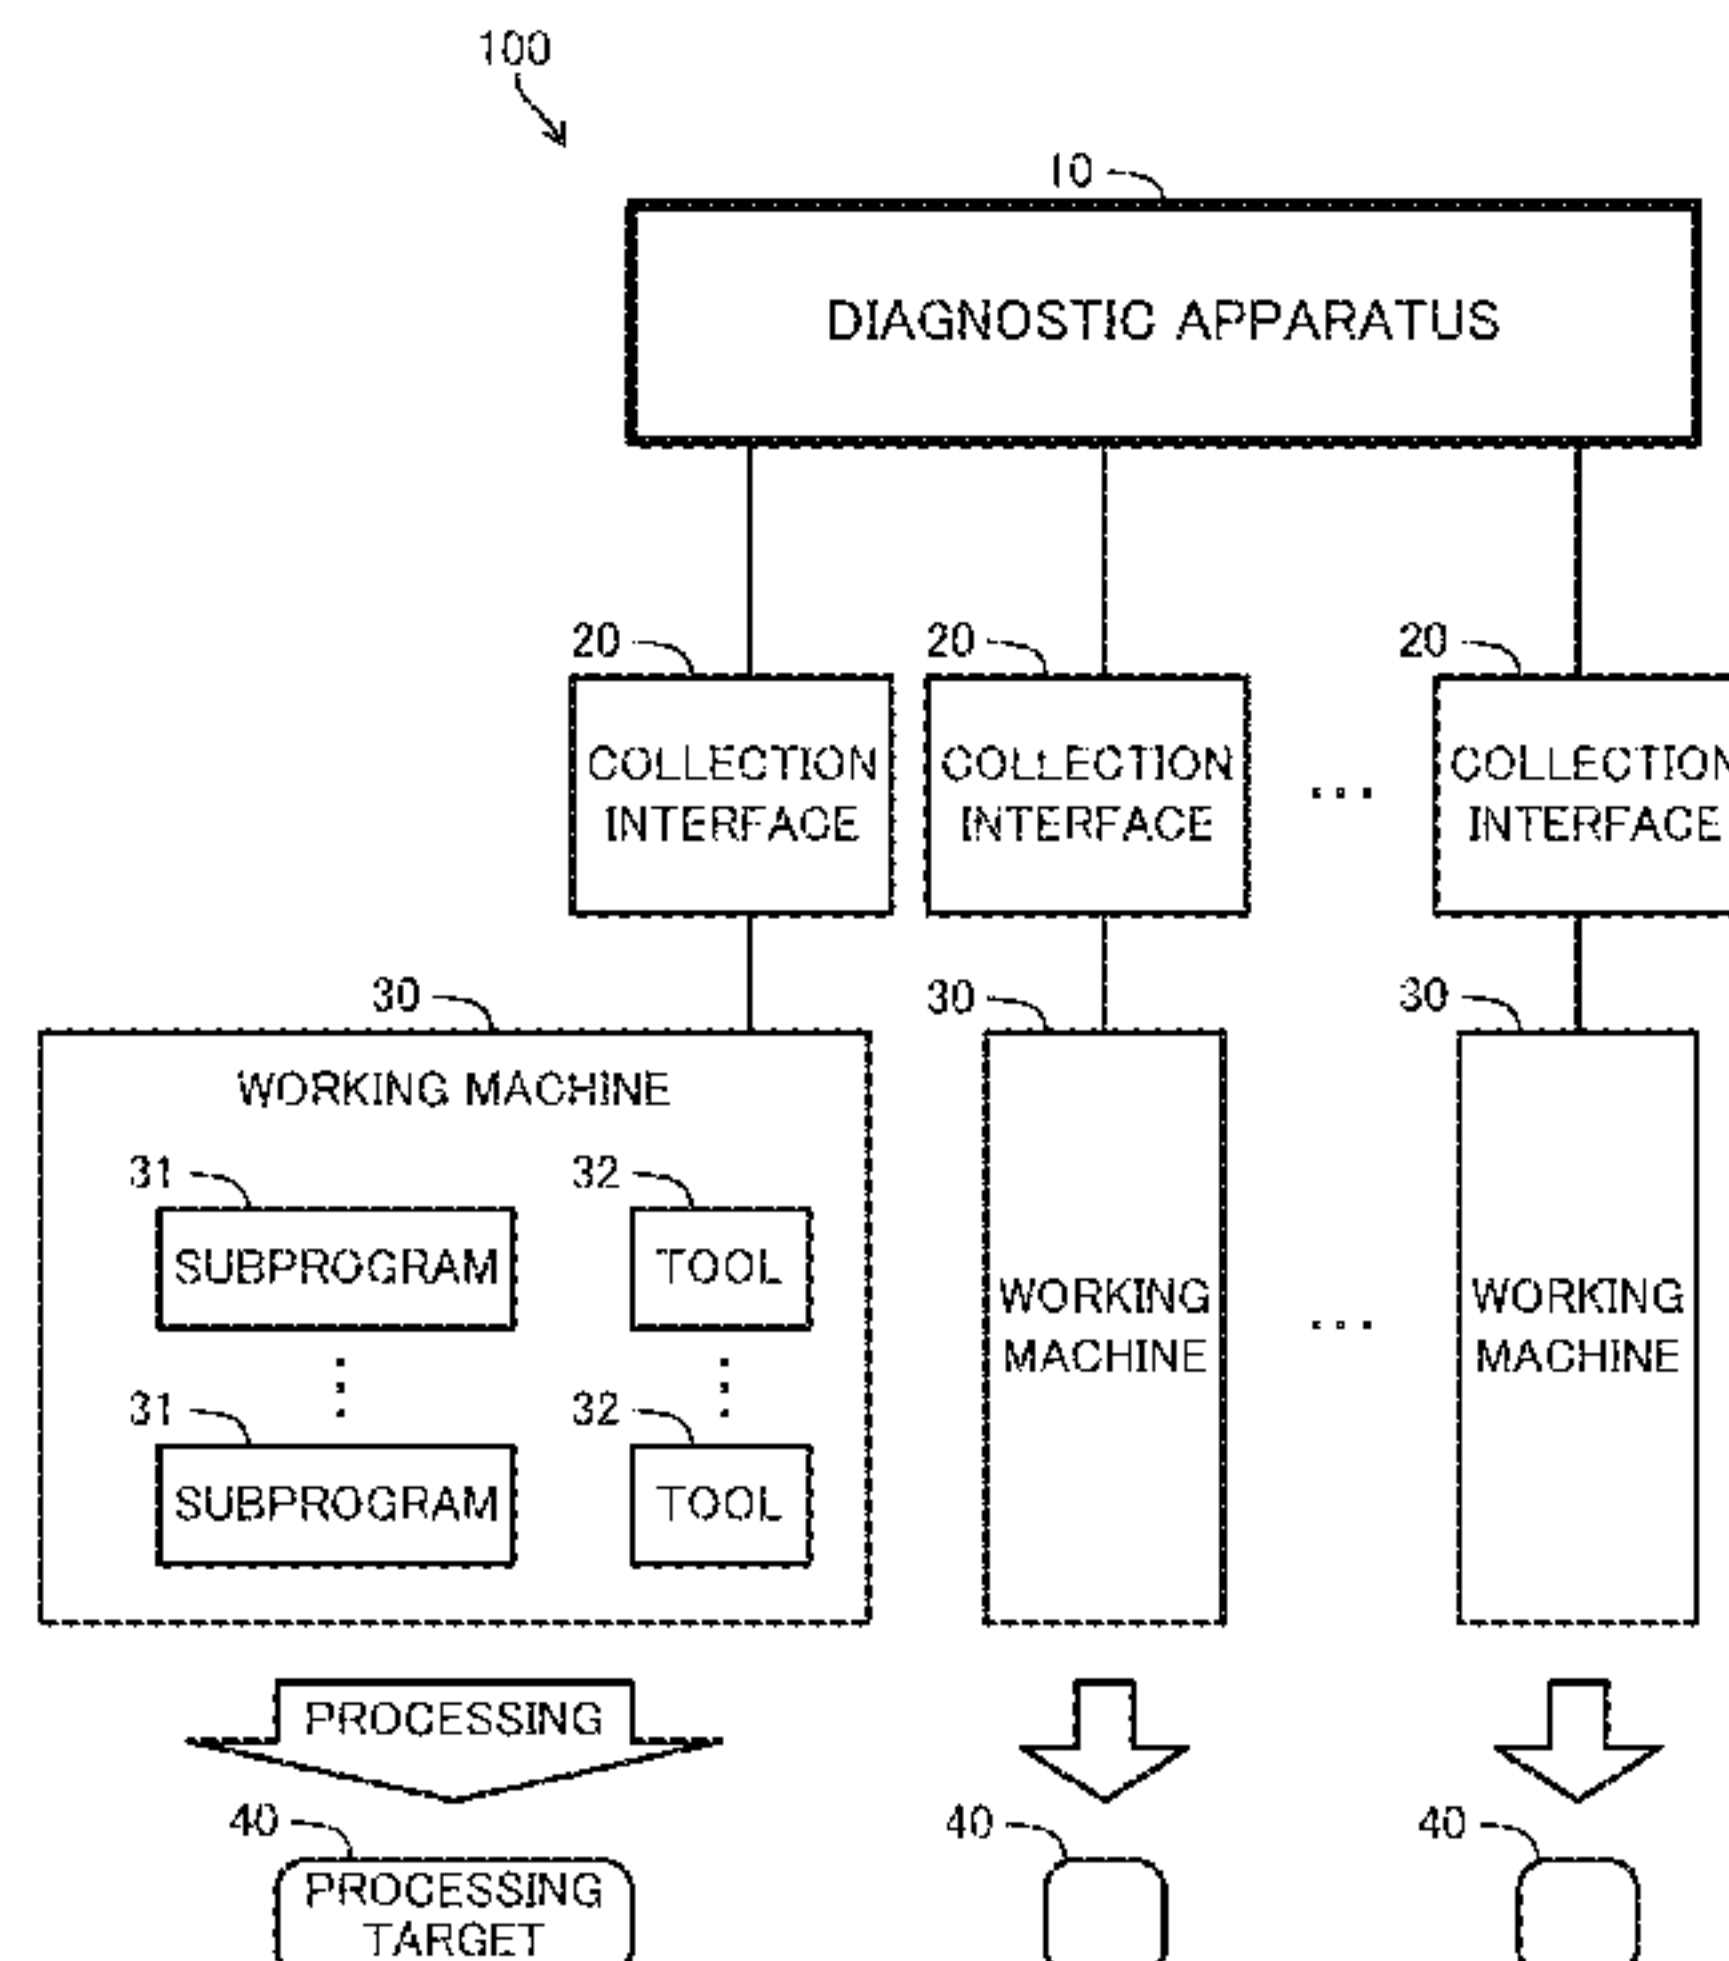 100
10
DIAGNOSTIC APPARATUS
20 20 20
COLLECTION COLLECTION COLLECTION
INTERFACE INTERFACE ... INTERFACE
30 30 30
WORKING MACHINE
31 32
SUBPROGRAM TOOL
WORKING WORKING
MACHINE ... MACHINE
31 32
SUBPROGRAM TOOL
PROCESSING
40 40 40
PROCESSING
TARGET